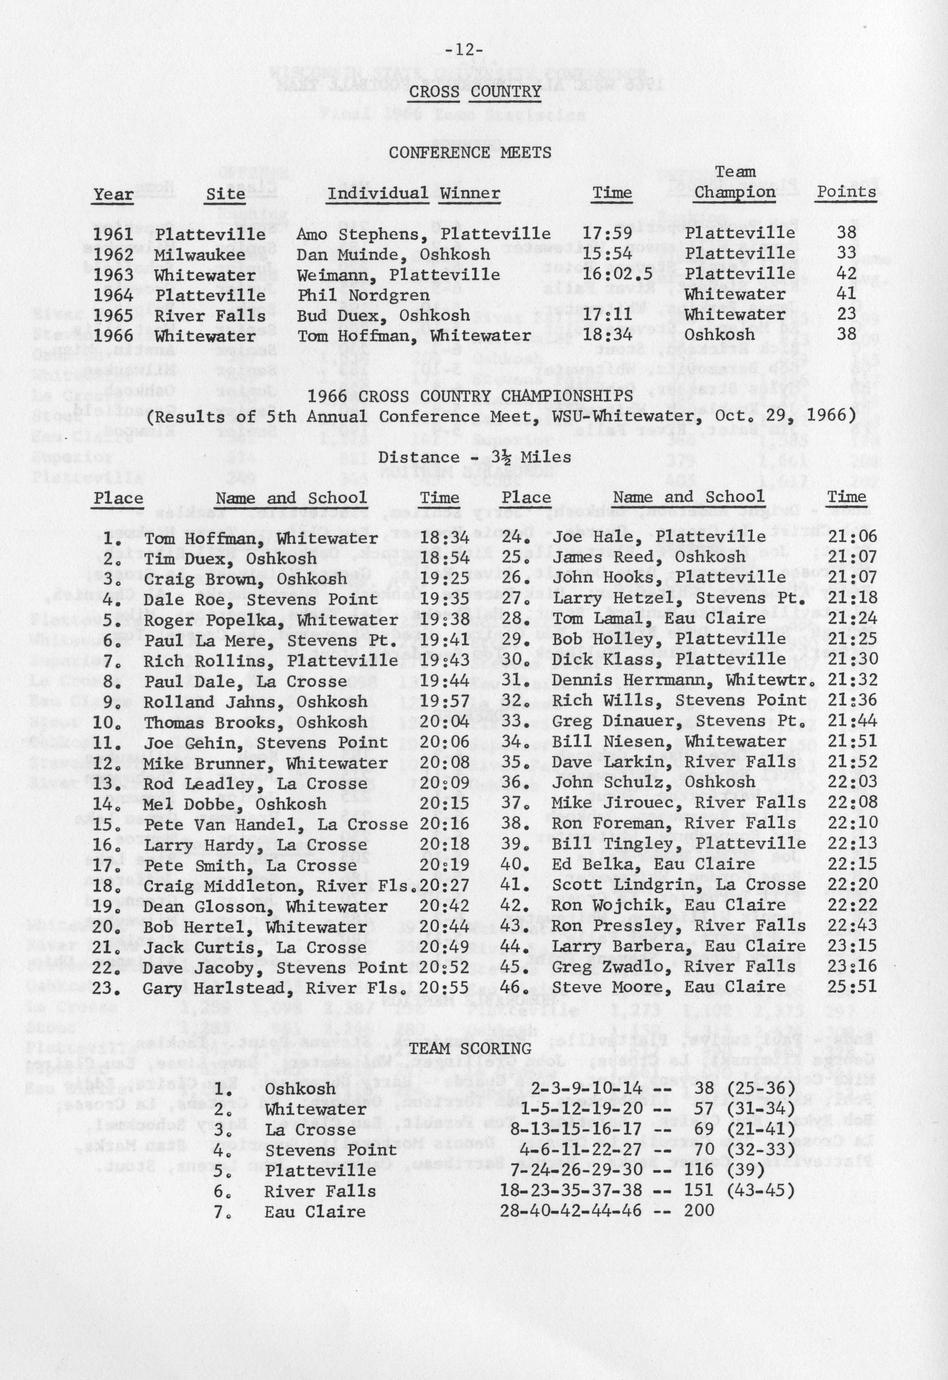 -12-
CROSS COUNTRY
CONFERENCE MEETS
Year Site Individual Winner Time Team Champion Points
1961 Platteville Amo Stephens, Platteville 17:59 Platteville 38
1962 Milwaukee Dan Muinde, Oshkosh 15:54 Platteville 33
1963 Whitewater Weimann, Platteville 16:02.5 Platteville 42
1964 Platteville Phil Nordgren Whitewater 41
1965 River Falls Bud Duex, Oshkosh 17:11 Whitewater 23
1966 Whitewater Tom Hoffman, Whitewater 18:34 Oshkosh 38
1966 CROSS COUNTRY CHAMPIONSHIPS
(Results of 5th Annual Conference Meet, WSU-Whitewater, Oct. 29, 1966)
Distance - 3½ Miles
Place Name and School Time Place Name and School Time
1. Tom Hoffman, Whitewater 18:34 24. Joe Hale, Platteville 21:06
2. Tim Duex, Oshkosh 18:54 25. James Reed, Oshkosh 21:07
3. Craig Brown, Oshkosh 19:25 26. John Hooks, Platteville 21:07
4. Dale Roe, Stevens Point 19:35 27. Larry Hetzel, Stevens Pt. 21:18
5. Roger Popelka, Whitewater 19:38 28. Tom Lamal, Eau Claire 21:24
6. Paul La Mere, Stevens Pt. 19:41 29. Bob Holley, Platteville 21:25
7. Rich Rollins, Platteville 19:43 30. Dick Klass, Platteville 21:30
8. Paul Dale, La Crosse 19:44 31. Dennis Herrmann, Whitewtr. 21:32
9. Rolland Jahns, Oshkosh 19:57 32. Rich Wills, Stevens Point 21:36
10. Thomas Brooks, Oshkosh 20:04 33. Greg Dinauer, Stevens Pt. 21:44
11. Joe Gehin, Stevens Point 20:06 34. Bill Niesen, Whitewater 21:51
12. Mike Brunner, Whitewater 20:08 35. Dave Larkin, River Falls 21:52
13. Rod Leadley, La Crosse 20:09 36. John Schulz, Oshkosh 22:03
14. Mel Dobbe, Oshkosh 20:15 37. Mike Jirouec, River Falls 22:08
15. Pete Van Handel, La Crosse 20:16 38. Ron Foreman, River Falls 22:10
16. Larry Hardy, La Crosse 20:18 39. Bill Tingley, Platteville 22:13
17. Pete Smith, La Crosse 20:19 40. Ed Belka, Eau Claire 22:15
18. Craig Middleton, River Fls. 20:27 41. Scott Lindgrin, La Crosse 22:20
19. Dean Glosson, Whitewater 20:42 42. Ron Wojchik, Eau Claire 22:22
20. Bob Hertel, Whitewater 20:44 43. Ron Pressley, River Falls 22:43
21. Jack Curtis, La Crosse 20:49 44. Larry Barbera, Eau Claire 23:15
22. Dave Jacoby, Stevens Point 20:52 45. Greg Zwadlo, River Falls 23:16
23. Gary Harlstead, River Fls. 20:55 46. Steve Moore, Eau Claire 25:51
TEAM SCORING
1. Oshkosh 2-3-9-10-14 -- 38 (25-36)
2. Whitewater 1-5-12-19-20 -- 57 (31-34)
3. La Crosse 8-13-15-16-17 -- 69 (21-41)
4. Stevens Point 4-6-11-22-27 -- 70 (32-33)
5. Platteville 7-24-26-29-30 -- 116 (39)
6. River Falls 18-23-35-37-38 -- 151 (43-45)
7. Eau Claire 28-40-42-44-46 -- 200